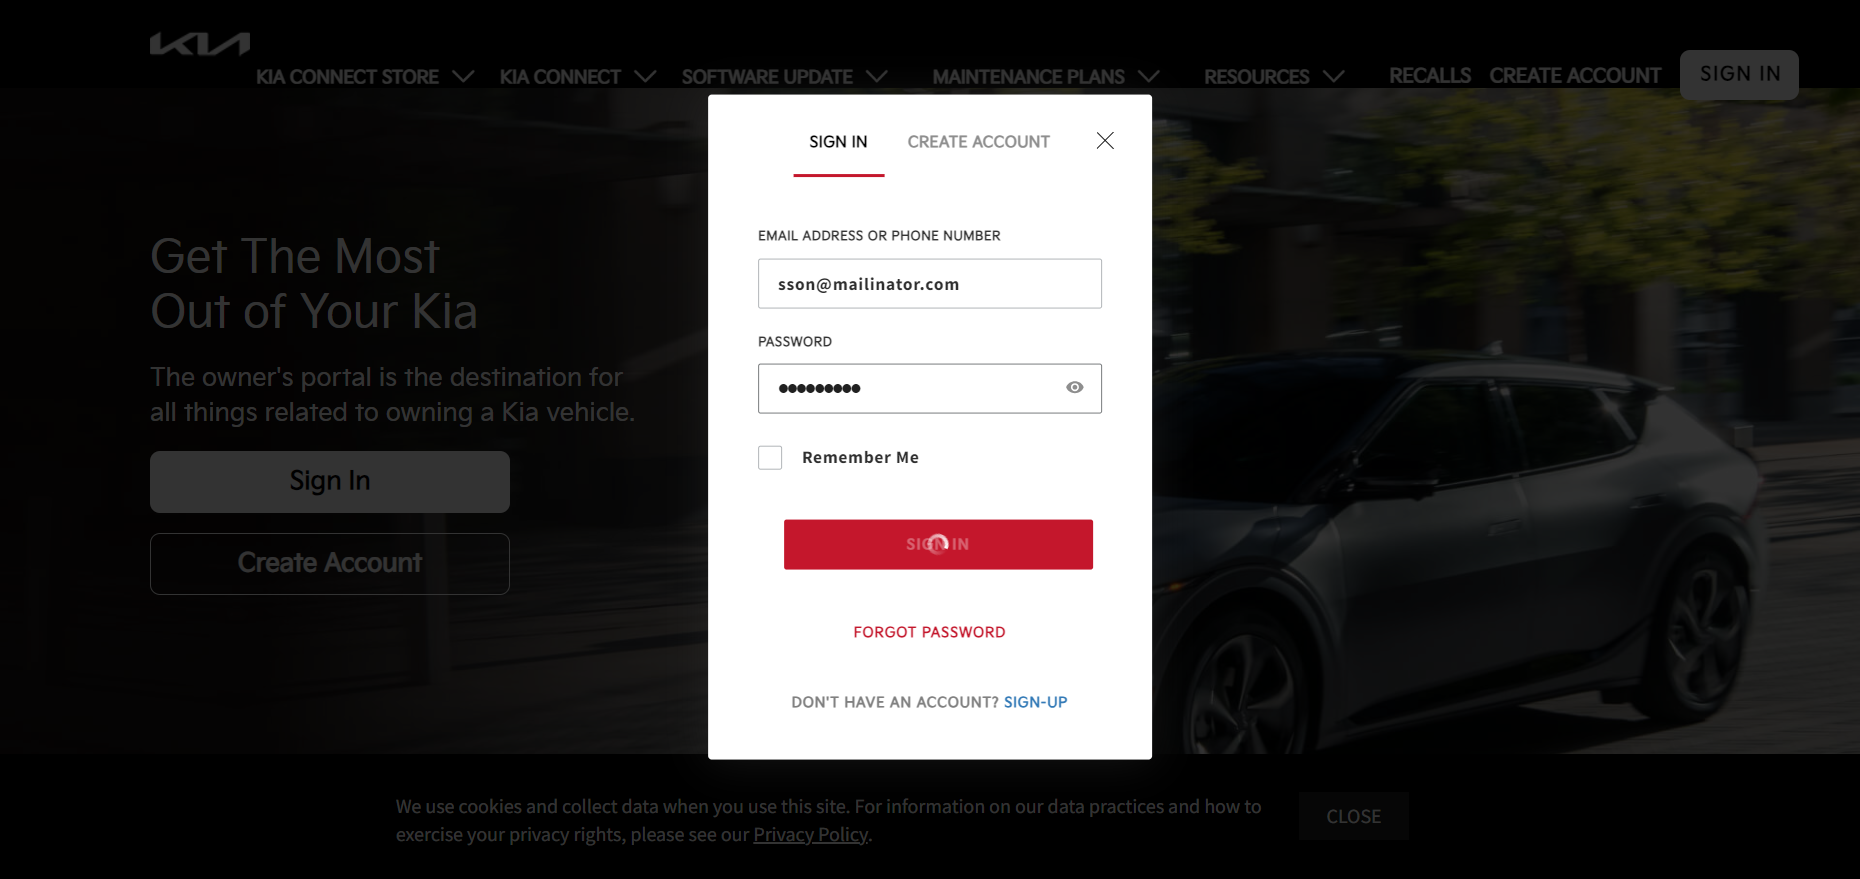 KIA
KIA CONNECT STORE KIA CONNECT SOFTWARE UPDATE MAINTENANCE PLANS RESOURCES RECALLS CREATE ACCOUNT SIGN IN
Get The Most
Out of Your Kia
The owner's portal is the destination for
all things related to owning a Kia vehicle.
Sign In
Create Account
SIGN IN CREATE ACCOUNT
EMAIL ADDRESS OR PHONE NUMBER
sson@mailinator.com
PASSWORD
Remember Me
SIGN IN
FORGOT PASSWORD
DON'T HAVE AN ACCOUNT? SIGN-UP
We use cookies and collect data when you use this site. For information on our data practices and how to
exercise your privacy rights, please see our Privacy Policy.
CLOSE